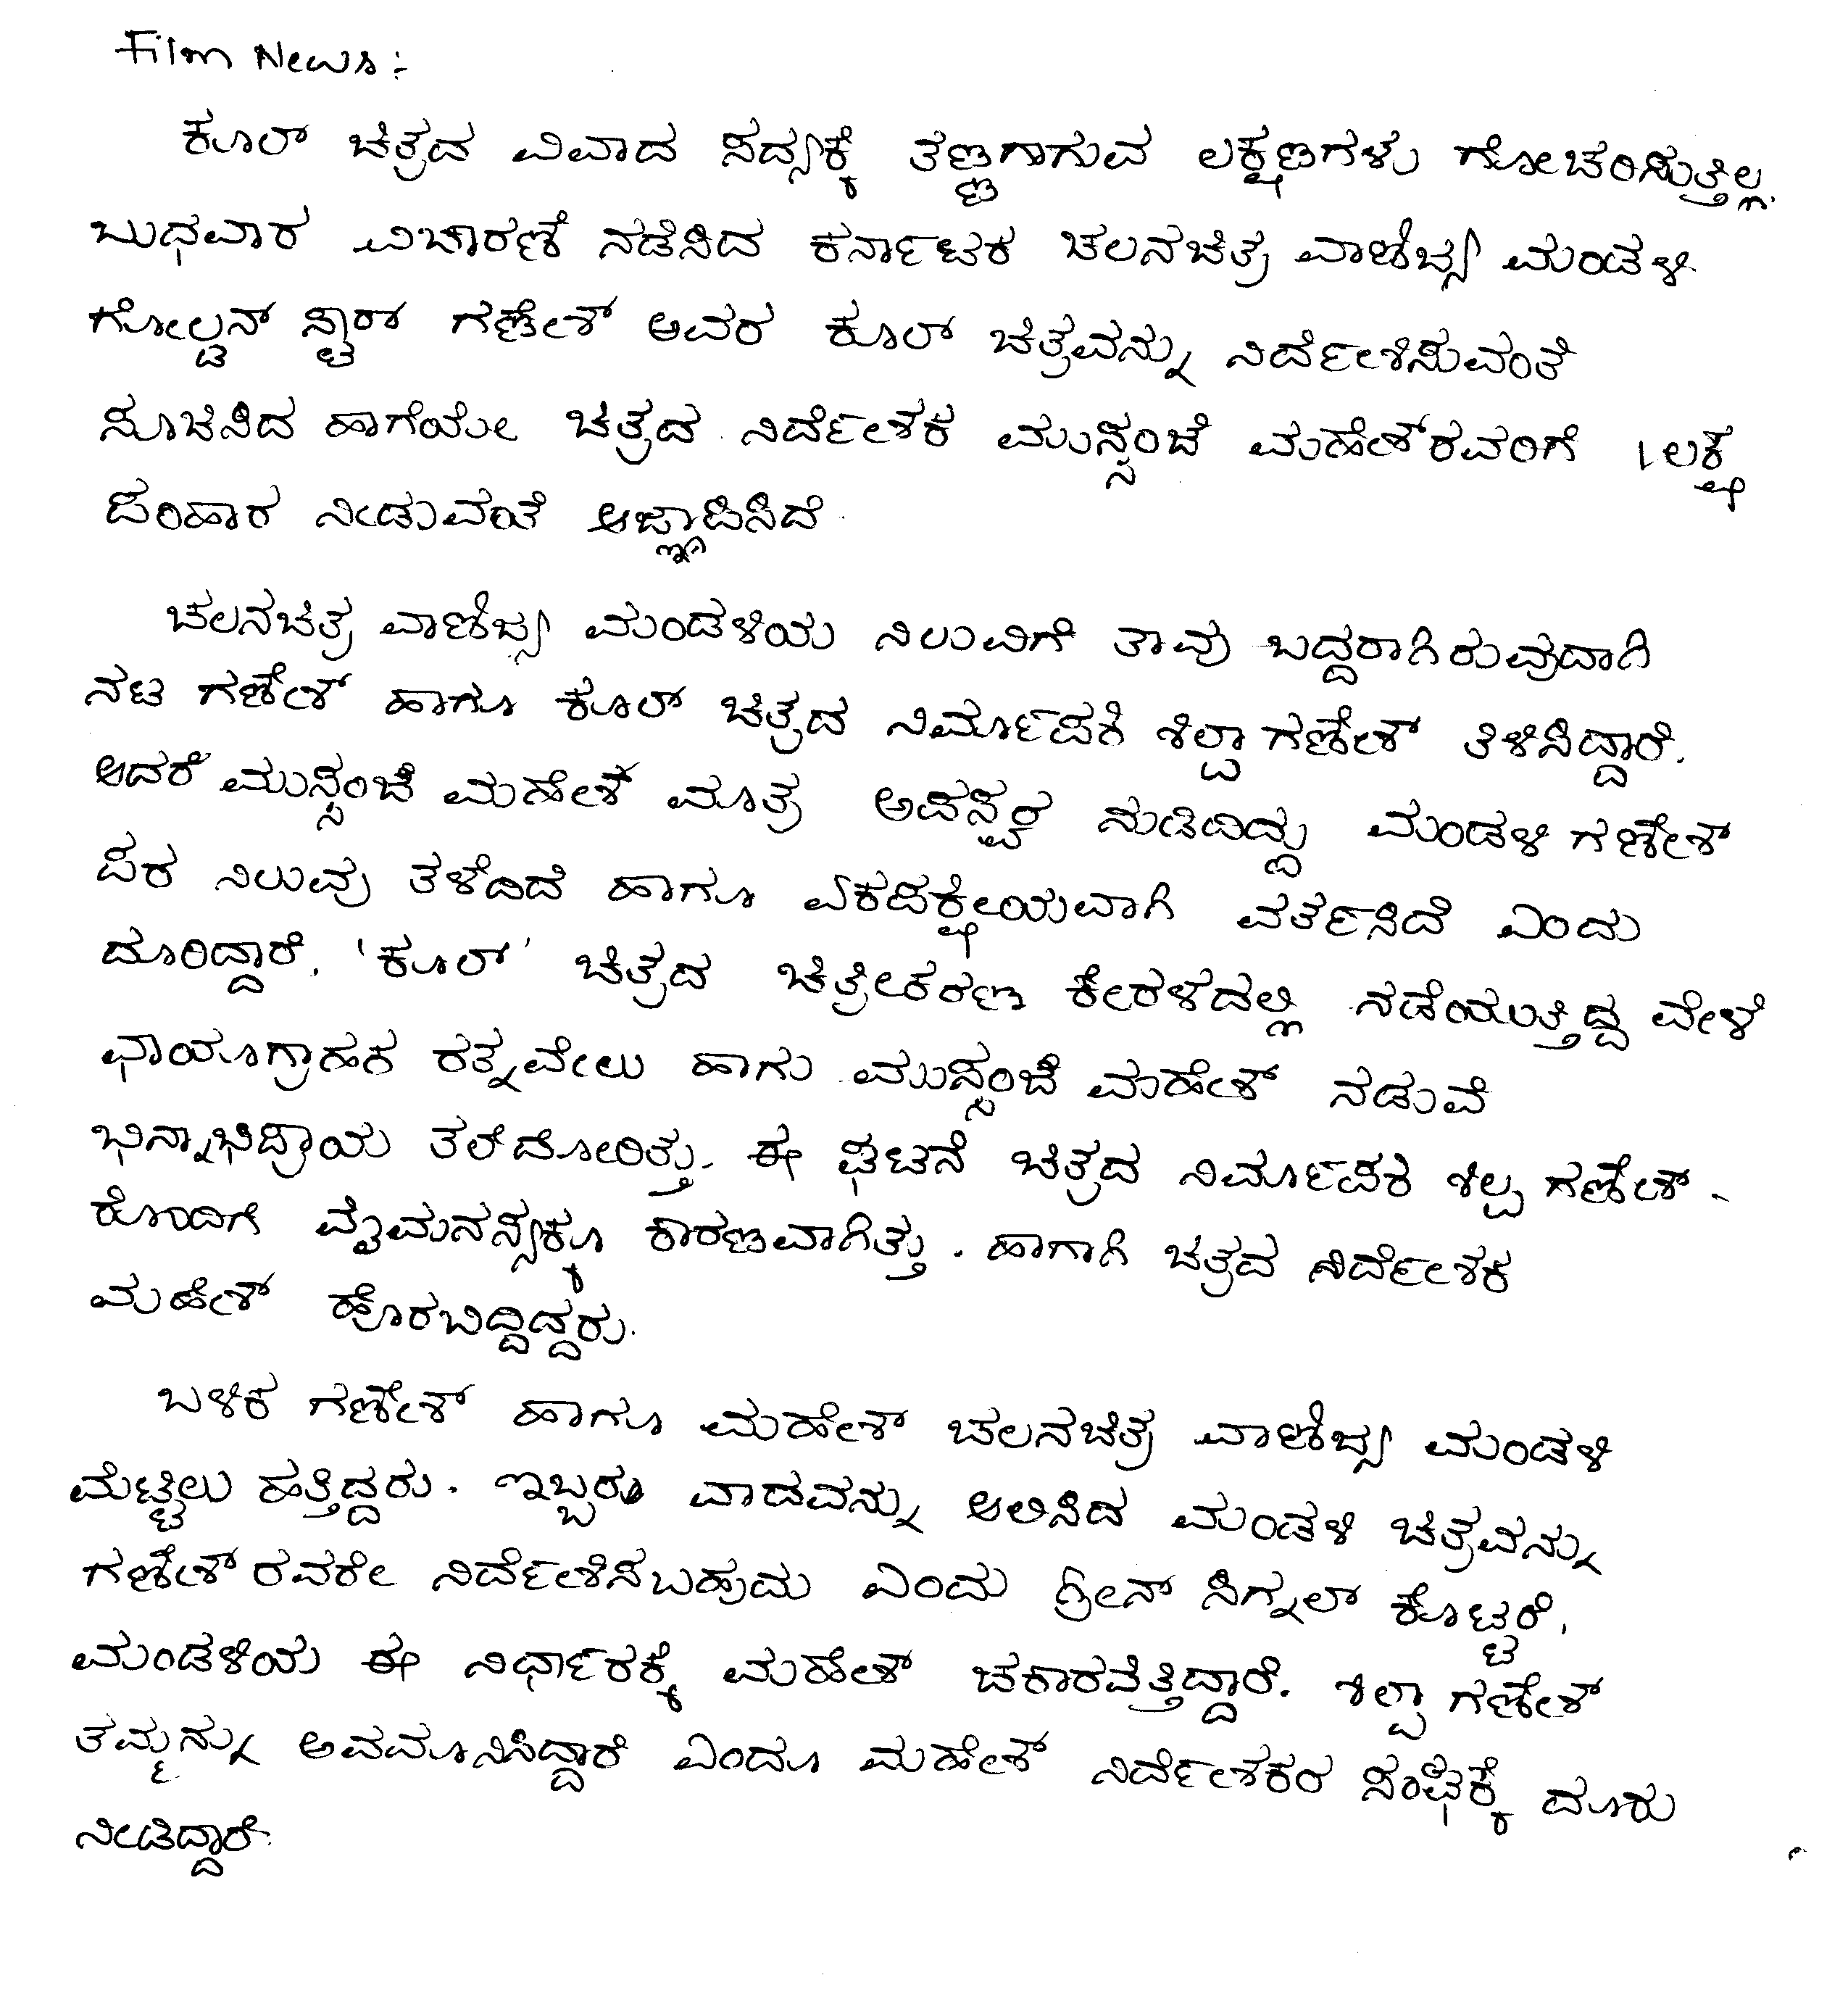 Film News :-
ಕೂಲ್ ಚಿತ್ರದ ವಿವಾದ ಸಧ್ಯಕ್ಕೆ ತಣ್ಣಗಾಗುವ ಲಕ್ಷಣಗಳು ಗೋಚರಿಸುತ್ತಿಲ್ಲ.
ಬುಧವಾರ ವಿಚಾರಣೆ ನಡೆಸಿದ ಕರ್ನಾಟಕ ಚಲನಚಿತ್ರ ವಾಣಿಜ್ಯ ಮಂಡಳಿ
ಗೋಲ್ಡನ್ ಸ್ಟಾರ್ ಗಣೇಶ್ ಅವರ ಕೂಲ್ ಚಿತ್ರವನ್ನು ನಿರ್ದೇಶಿಸುವಂತೆ
ಸೂಚಿಸಿದ ಹಾಗೆಯೇ ಚಿತ್ರದ ನಿರ್ದೇಶಕ ಮುಸ್ಸಂಜೆ ಮಹೇಶ್‌ರವರಿಗೆ ೧ಲಕ್ಷ
ಪರಿಹಾರ ನೀಡುವಂತೆ ಆಜ್ಞಾಪಿಸಿದೆ.
ಚಲನಚಿತ್ರ ವಾಣಿಜ್ಯ ಮಂಡಳಿಯ ನಿಲುವಿಗೆ ತಾವು ಬದ್ದರಾಗಿರುವುದಾಗಿ
ನಟ ಗಣೇಶ್ ಹಾಗೂ ಕೂಲ್ ಚಿತ್ರದ ನಿರ್ಮಾಪಕಿ ಶಿಲ್ಪಾ ಗಣೇಶ್ ತಿಳಿಸಿದ್ದಾರೆ.
ಆದರೆ ಮುಸ್ಸಂಜೆ ಮಹೇಶ್ ಮಾತ್ರ ಅಪಸ್ವರ ನುಡಿದಿದ್ದು ಮಂಡಳಿ ಗಣೇಶ್
ಪರ ನಿಲುವು ತಳೆದಿದೆ ಹಾಗೂ ಏಕಪಕ್ಷೀಯವಾಗಿ ವರ್ತಿಸಿದೆ ಎಂದು
ದೂರಿದ್ದಾರೆ. 'ಕೂಲ್' ಚಿತ್ರದ ಚಿತ್ರೀಕರಣ ಕೇರಳದಲ್ಲಿ ನಡೆಯುತ್ತಿದ್ದ ವೇಳೆ
ಛಾಯಾಗ್ರಾಹಕ ರತ್ನವೇಲು ಹಾಗು ಮುಸ್ಸಂಜೆ ಮಹೇಶ್ ನಡುವೆ
ಭಿನ್ನಾಭಿಪ್ರಾಯ ತಲೆದೋರಿತ್ತು. ಈ ಘಟನೆ ಚಿತ್ರದ ನಿರ್ಮಾಪಕಿ ಶಿಲ್ಪ ಗಣೇಶ್-
ರೊಂದಿಗೆ ವೈಮನಸ್ಯಕ್ಕೂ ಕಾರಣವಾಗಿತ್ತು. ಹಾಗಾಗಿ ಚಿತ್ರದ ನಿರ್ದೇಶಕ
ಮಹೇಶ್ ಹೊರಬಿದ್ದಿದ್ದರು.
ಬಳಿಕ ಗಣೇಶ್ ಹಾಗೂ ಮಹೇಶ್ ಚಲನಚಿತ್ರ ವಾಣಿಜ್ಯ ಮಂಡಳಿ
ಮೆಟ್ಟಿಲು ಹತ್ತಿದ್ದರು. ಇಬ್ಬರೂ ವಾದವನ್ನು ಆಲಿಸಿದ ಮಂಡಳಿ ಚಿತ್ರವನ್ನು
ಗಣೇಶ್ ರವರೇ ನಿರ್ದೇಶಿಸಬಹುದು ಎಂದು ಗ್ರೀನ್ ಸಿಗ್ನಲ್ ಕೊಟ್ಟರೆ,
ಮಂಡಳಿಯ ಈ ನಿರ್ಧಾರಕ್ಕೆ ಮಹೇಶ್ ಚಕಾರವೆತ್ತಿದ್ದಾರೆ. ಶಿಲ್ಪಾ ಗಣೇಶ್
ತಮ್ಮನ್ನು ಅವಮಾನಿಸಿದ್ದಾರೆ ಎಂದೂ ಮಹೇಶ್ ನಿರ್ದೇಶಕರ ಸಂಘಕ್ಕೆ ದೂರು
ನೀಡಿದ್ದಾರೆ.